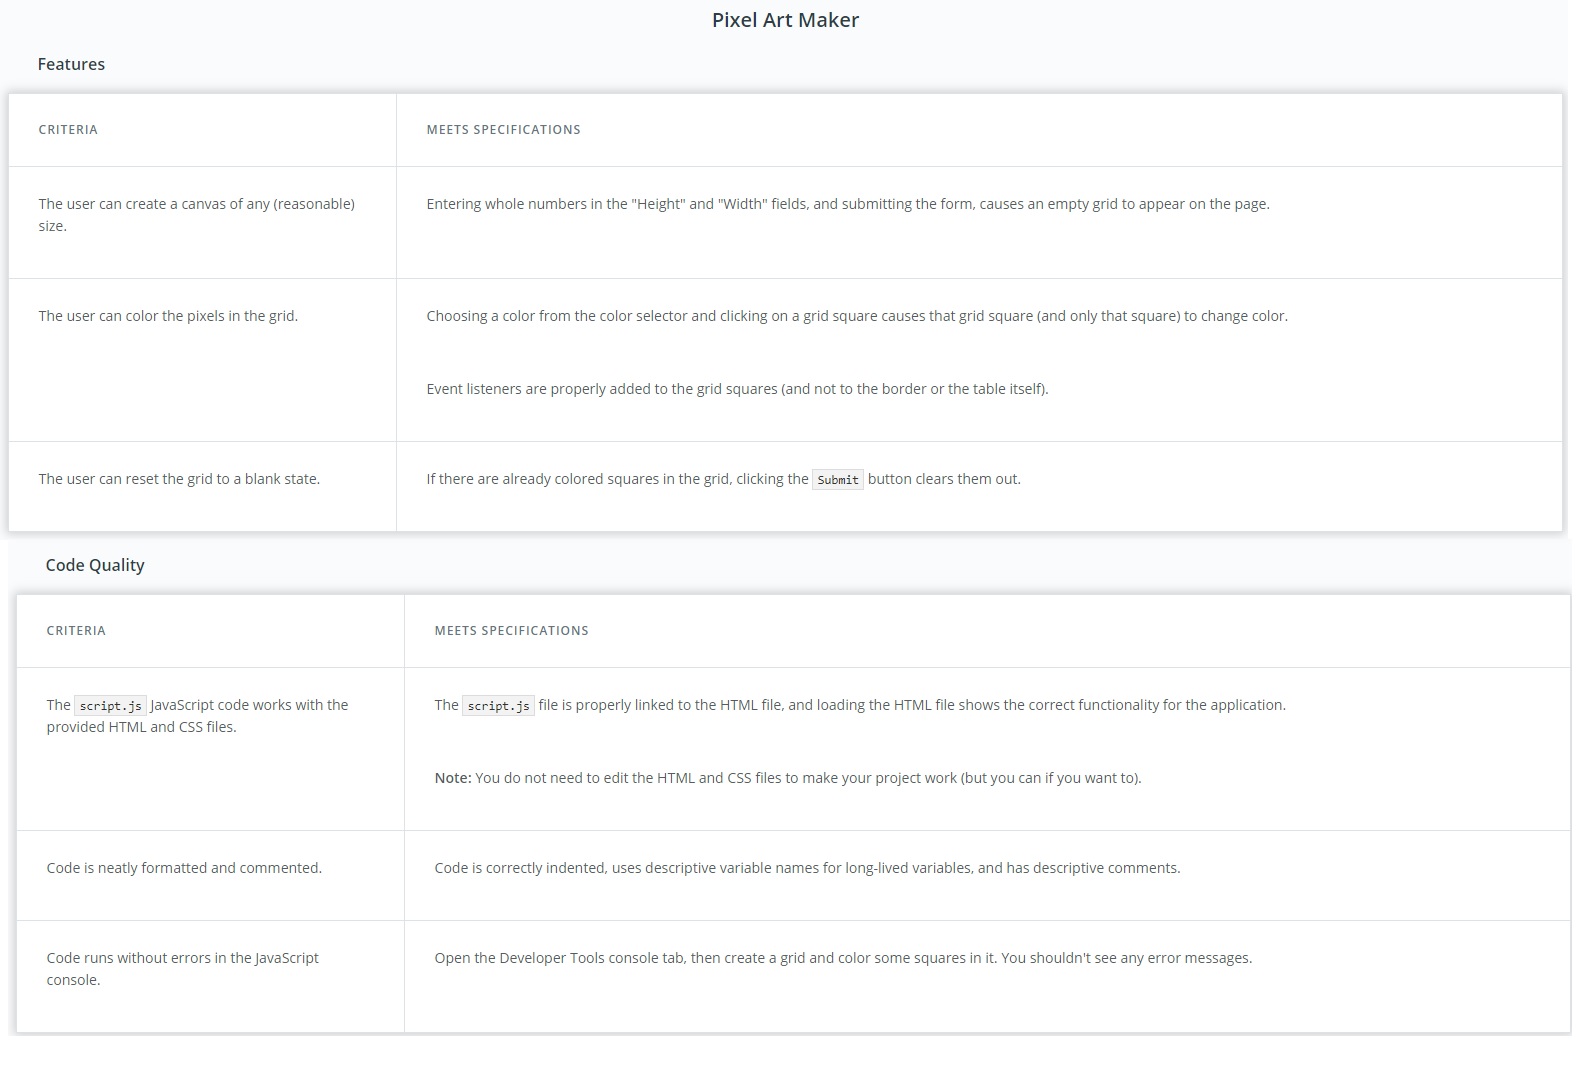 Pixel Art Maker
Features
CRITERIA
MEETS SPECIFICATIONS
The user can create a canvas of any (reasonable)
size.
Entering whole numbers in the "Height" and "Width" fields, and submitting the form, causes an empty grid to appear on the page.
The user can color the pixels in the grid.
Choosing a color from the color selector and clicking on a grid square causes that grid square (and only that square) to change color.
Event listeners are properly added to the grid squares (and not to the border or the table itself).
The user can reset the grid to a blank state.
If there are already colored squares in the grid, clicking the Submit button clears them out.
Code Quality
CRITERIA
MEETS SPECIFICATIONS
The script.js JavaScript code works with the
provided HTML and CSS files.
The script.js file is properly linked to the HTML file, and loading the HTML file shows the correct functionality for the application.
Note: You do not need to edit the HTML and CSS files to make your project work (but you can if you want to).
Code is neatly formatted and commented.
Code is correctly indented, uses descriptive variable names for long-lived variables, and has descriptive comments.
Code runs without errors in the JavaScript
console.
Open the Developer Tools console tab, then create a grid and color some squares in it. You shouldn't see any error messages.